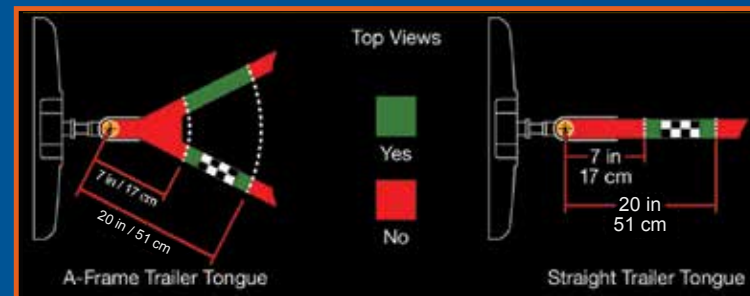 Top Views
Yes
No
7 in / 17 cm
20 in / 51 cm
A-Frame Trailer Tongue
7 in
17 cm
20 in
51 cm
Straight Trailer Tongue